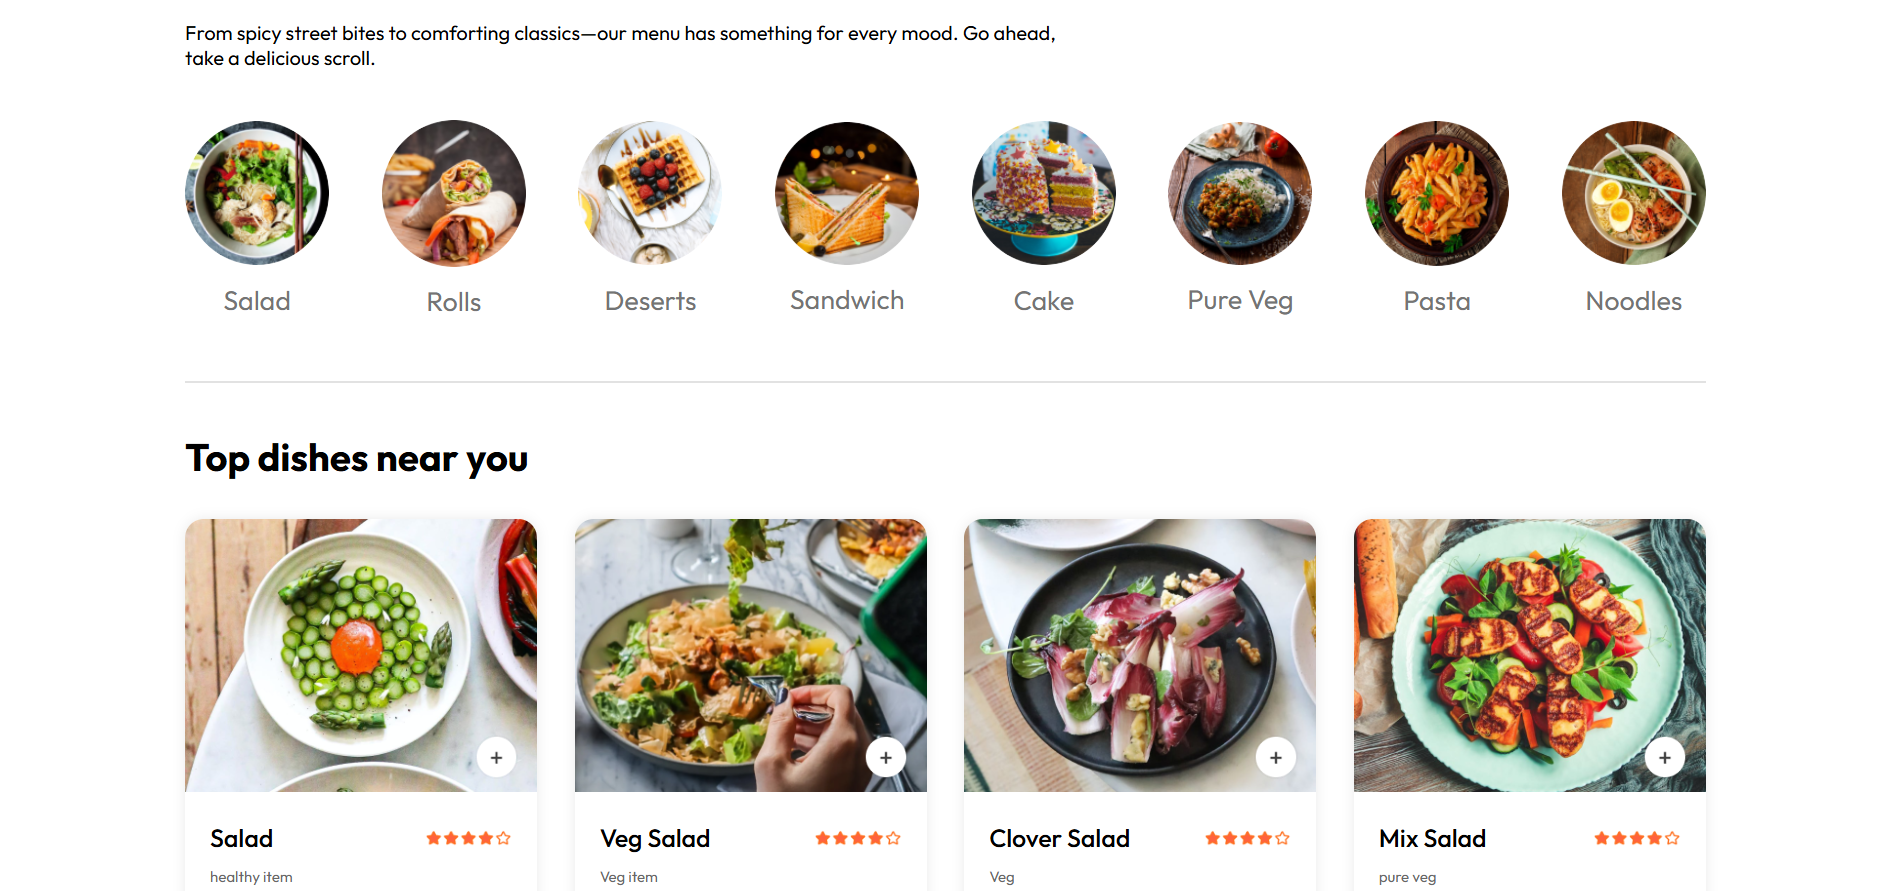 From spicy street bites to comforting classics—our menu has something for every mood. Go ahead,
take a delicious scroll.
Salad
Rolls
Deserts
Sandwich
Cake
Pure Veg
Pasta
Noodles
Top dishes near you
Salad
healthy item
Veg Salad
Veg item
Clover Salad
Veg
Mix Salad
pure veg